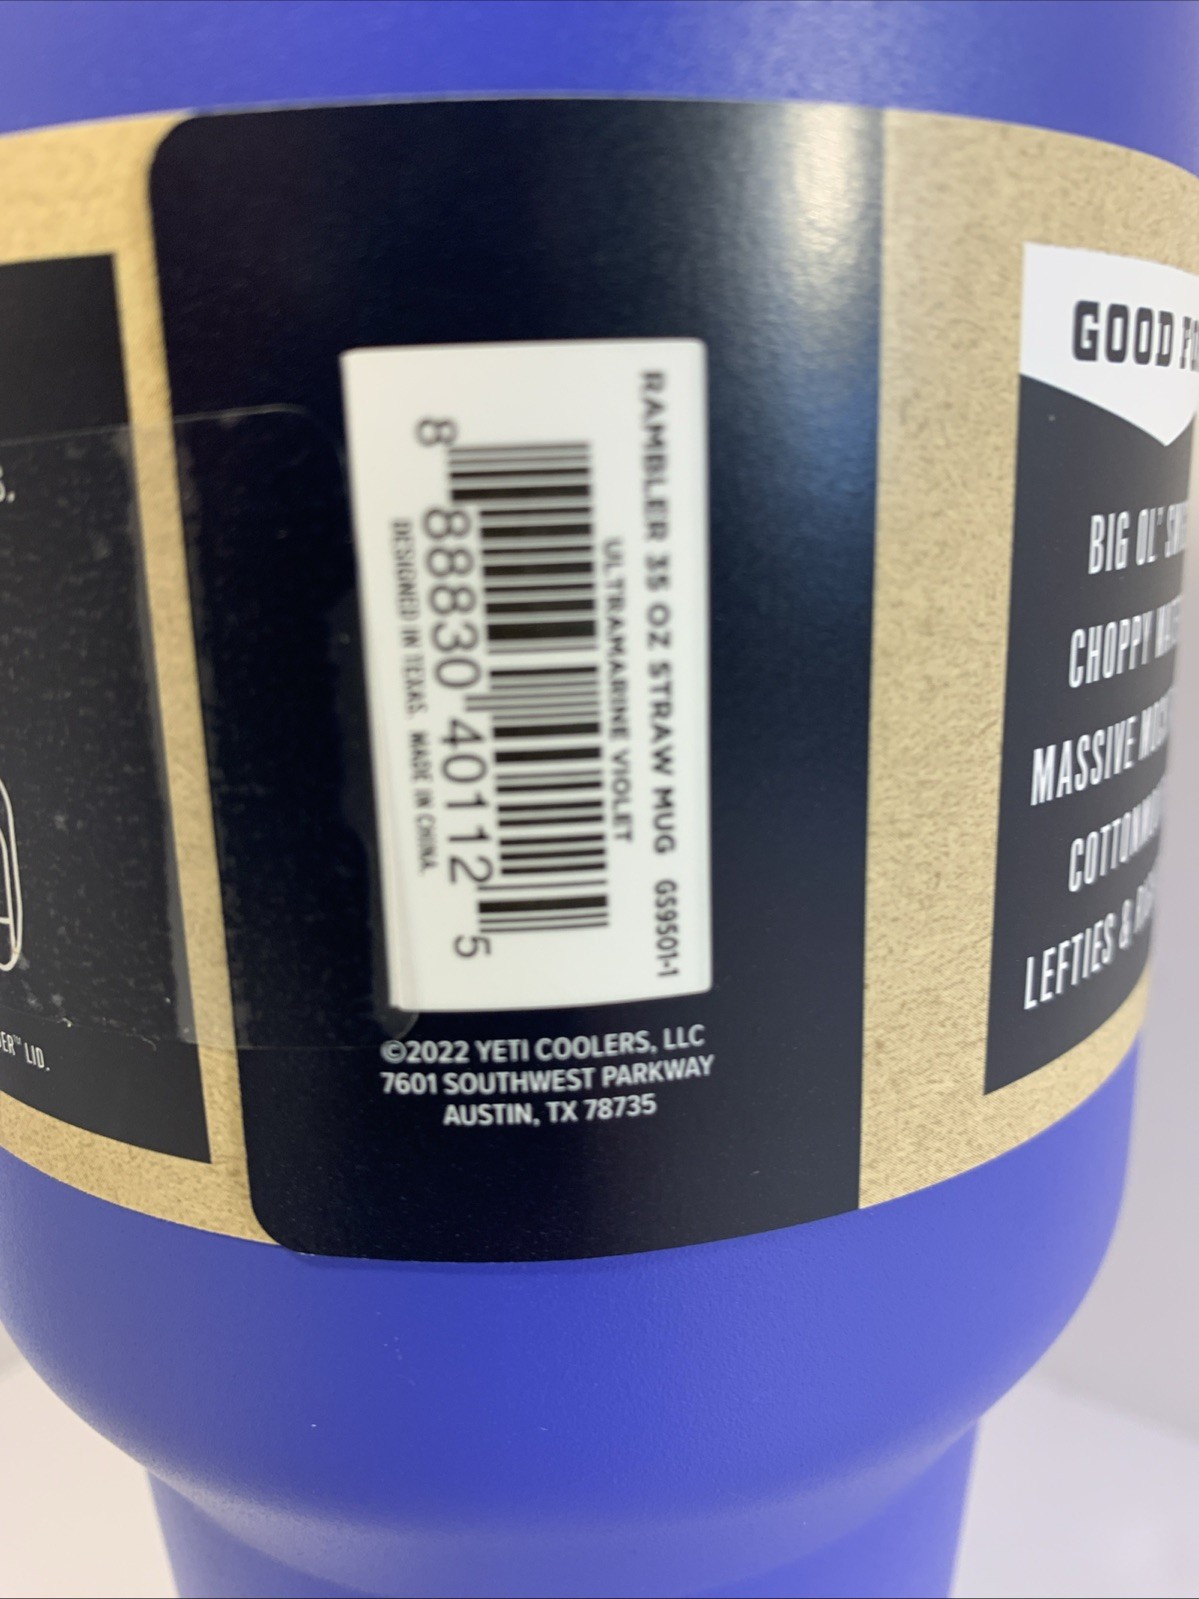 RAMBLER 35 OZ STRAW MUG GS9501-1
ULTRAMARINE VIOLET
8 88830 40112 5
DESIGNED IN TEXAS. MADE IN CHINA.
©2022 YETI COOLERS, LLC
7601 SOUTHWEST PARKWAY
AUSTIN, TX 78735
LID.
GOOD
BIG OL'
CHOPPY
MASSIVE
LEFTIES &